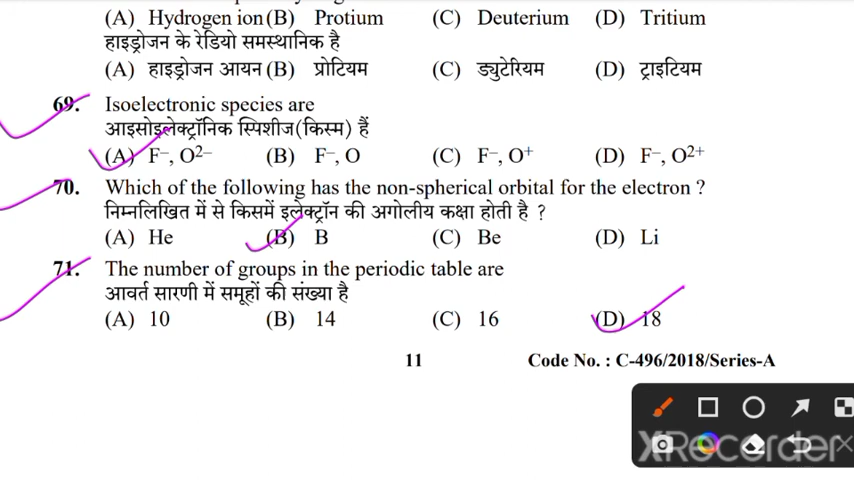 (A) Hydrogen ion (B) Protium (C) Deuterium (D) Tritium
हाइड्रोजन के रेडियो समस्थानिक है
(A) हाइड्रोजन आयन (B) प्रोटियम (C) ड्युटेरियम (D) ट्राइटियम
69. Isoelectronic species are
आइसोइलेक्ट्रॉनिक स्पिशीज (किस्म) हैं
(A) F⁻, O²⁻ (B) F⁻, O (C) F⁻, O⁺ (D) F⁻, O²⁺
70. Which of the following has the non-spherical orbital for the electron ?
निम्नलिखित में से किसमें इलेक्ट्रॉन की अगोलीय कक्षा होती है ?
(A) He (B) B (C) Be (D) Li
71. The number of groups in the periodic table are
आवर्त सारणी में समूहों की संख्या है
(A) 10 (B) 14 (C) 16 (D) 18
11 Code No. : C-496/2018/Series-A
XRecorder